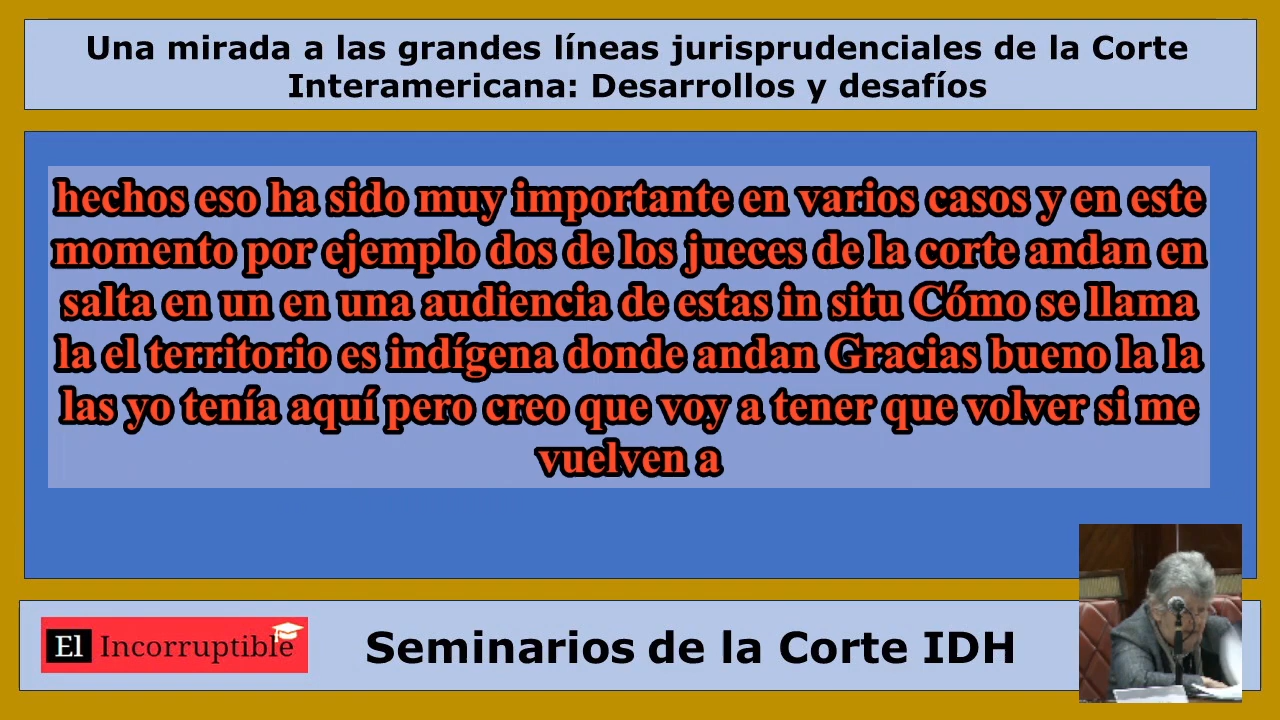 Una mirada a las grandes líneas jurisprudenciales de la Corte
Interamericana: Desarrollos y desafíos
hechos eso ha sido muy importante en varios casos y en este
momento por ejemplo dos de los jueces de la corte andan en
salta en un en una audiencia de estas in situ Cómo se llama
la el territorio es indígena donde andan Gracias bueno la la
las yo tenía aquí pero creo que voy a tener que volver si me
vuelven a
El Incorruptible
Seminarios de la Corte IDH